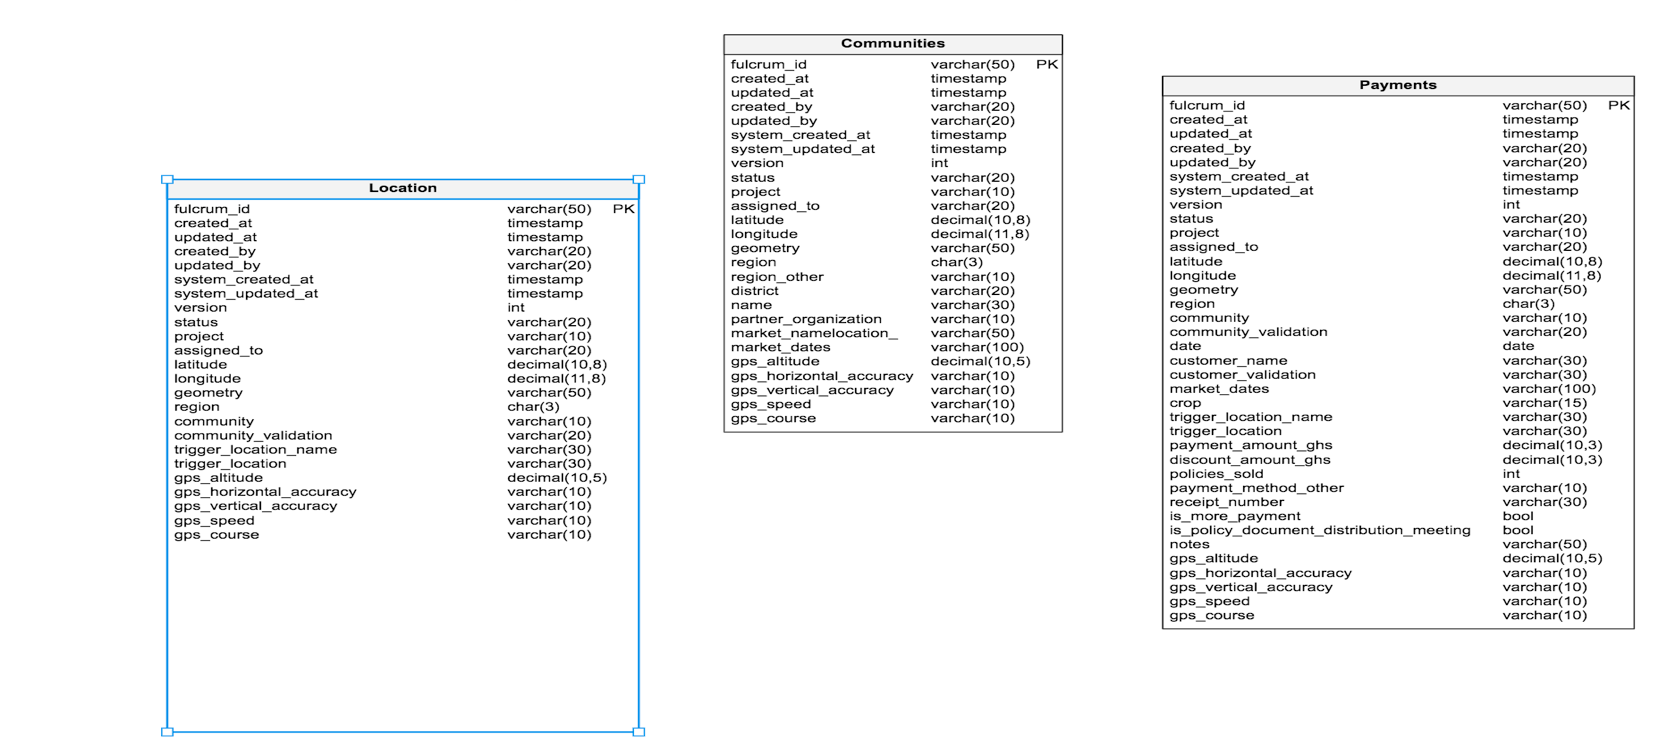 Location
fulcrum_id varchar(50) PK
created_at timestamp
updated_at timestamp
created_by varchar(20)
updated_by varchar(20)
system_created_at timestamp
system_updated_at timestamp
version int
status varchar(20)
project varchar(10)
assigned_to varchar(20)
latitude decimal(10,8)
longitude decimal(11,8)
geometry varchar(50)
region char(3)
community varchar(10)
community_validation varchar(20)
trigger_location_name varchar(30)
trigger_location varchar(30)
gps_altitude decimal(10,5)
gps_horizontal_accuracy varchar(10)
gps_vertical_accuracy varchar(10)
gps_speed varchar(10)
gps_course varchar(10)
Communities
fulcrum_id varchar(50) PK
created_at timestamp
updated_at timestamp
created_by varchar(20)
updated_by varchar(20)
system_created_at timestamp
system_updated_at timestamp
version int
status varchar(20)
project varchar(10)
assigned_to varchar(20)
latitude decimal(10,8)
longitude decimal(11,8)
geometry varchar(50)
region char(3)
region_other varchar(10)
district varchar(20)
name varchar(30)
partner_organization varchar(10)
market_namelocation_ varchar(50)
market_dates varchar(100)
gps_altitude decimal(10,5)
gps_horizontal_accuracy varchar(10)
gps_vertical_accuracy varchar(10)
gps_speed varchar(10)
gps_course varchar(10)
Payments
fulcrum_id varchar(50) PK
created_at timestamp
updated_at timestamp
created_by varchar(20)
updated_by varchar(20)
system_created_at timestamp
system_updated_at timestamp
version int
status varchar(20)
project varchar(10)
assigned_to varchar(20)
latitude decimal(10,8)
longitude decimal(11,8)
geometry varchar(50)
region char(3)
community varchar(10)
community_validation varchar(20)
date date
customer_name varchar(30)
customer_validation varchar(30)
market_dates varchar(100)
crop varchar(15)
trigger_location_name varchar(30)
trigger_location varchar(30)
payment_amount_ghs decimal(10,3)
discount_amount_ghs decimal(10,3)
policies_sold int
payment_method_other varchar(10)
receipt_number varchar(30)
is_more_payment bool
is_policy_document_distribution_meeting bool
notes varchar(50)
gps_altitude decimal(10,5)
gps_horizontal_accuracy varchar(10)
gps_vertical_accuracy varchar(10)
gps_speed varchar(10)
gps_course varchar(10)